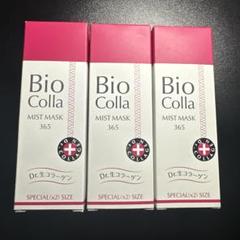 Bio
Colla
MIST MASK
365
Dr.生コラーゲン
SPECIAL(x2) SIZE
Bio
Colla
MIST MASK
365
Dr.生コラーゲン
SPECIAL(x2) SIZE
Bio
Colla
MIST MASK
365
Dr.生コラーゲン
SPECIAL(x2) SIZE